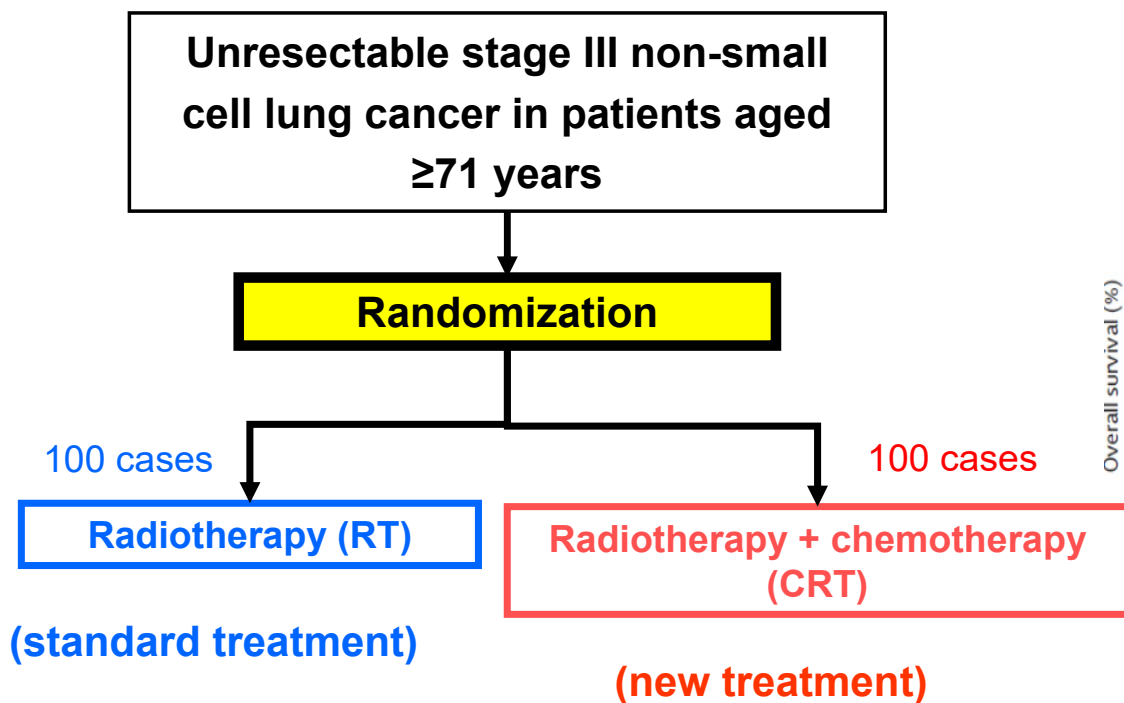 Unresectable stage III non-small
cell lung cancer in patients aged
≥71 years
Randomization
100 cases
100 cases
Radiotherapy (RT)
Radiotherapy + chemotherapy
(CRT)
(standard treatment)
(new treatment)
Overall survival (%)